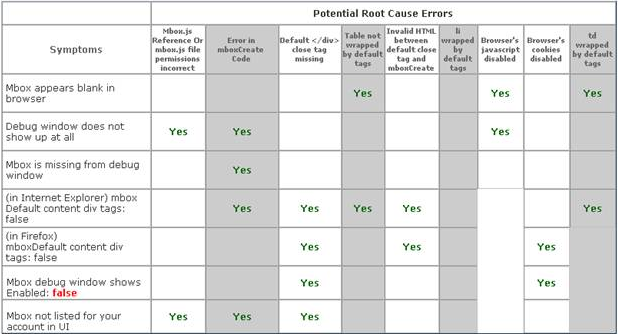 Potential Root Cause Errors
Symptoms
Mbox.js
Reference Or
mbox.js file
permissions
incorrect
Error in
mboxCreate
Code
Default </div>
close tag
missing
Table not
wrapped
by default
tags
Invalid HTML
between
default close
tag and
mboxCreate
li
wrapped
by
default
tags
Browser's
javascript
disabled
Browser's
cookies
disabled
td
wrapped
by default
tags
Mbox appears blank in
browser
Yes Yes Yes
Debug window does not
show up at all
Yes Yes Yes
Mbox is missing from debug
window
Yes
(in Internet Explorer) mbox
Default content div tags:
false
Yes Yes Yes Yes Yes
(in Firefox)
mboxDefault content div
tags: false
Yes Yes Yes
Mbox debug window shows
Enabled: false
Yes Yes
Mbox not listed for your
account in UI
Yes Yes Yes